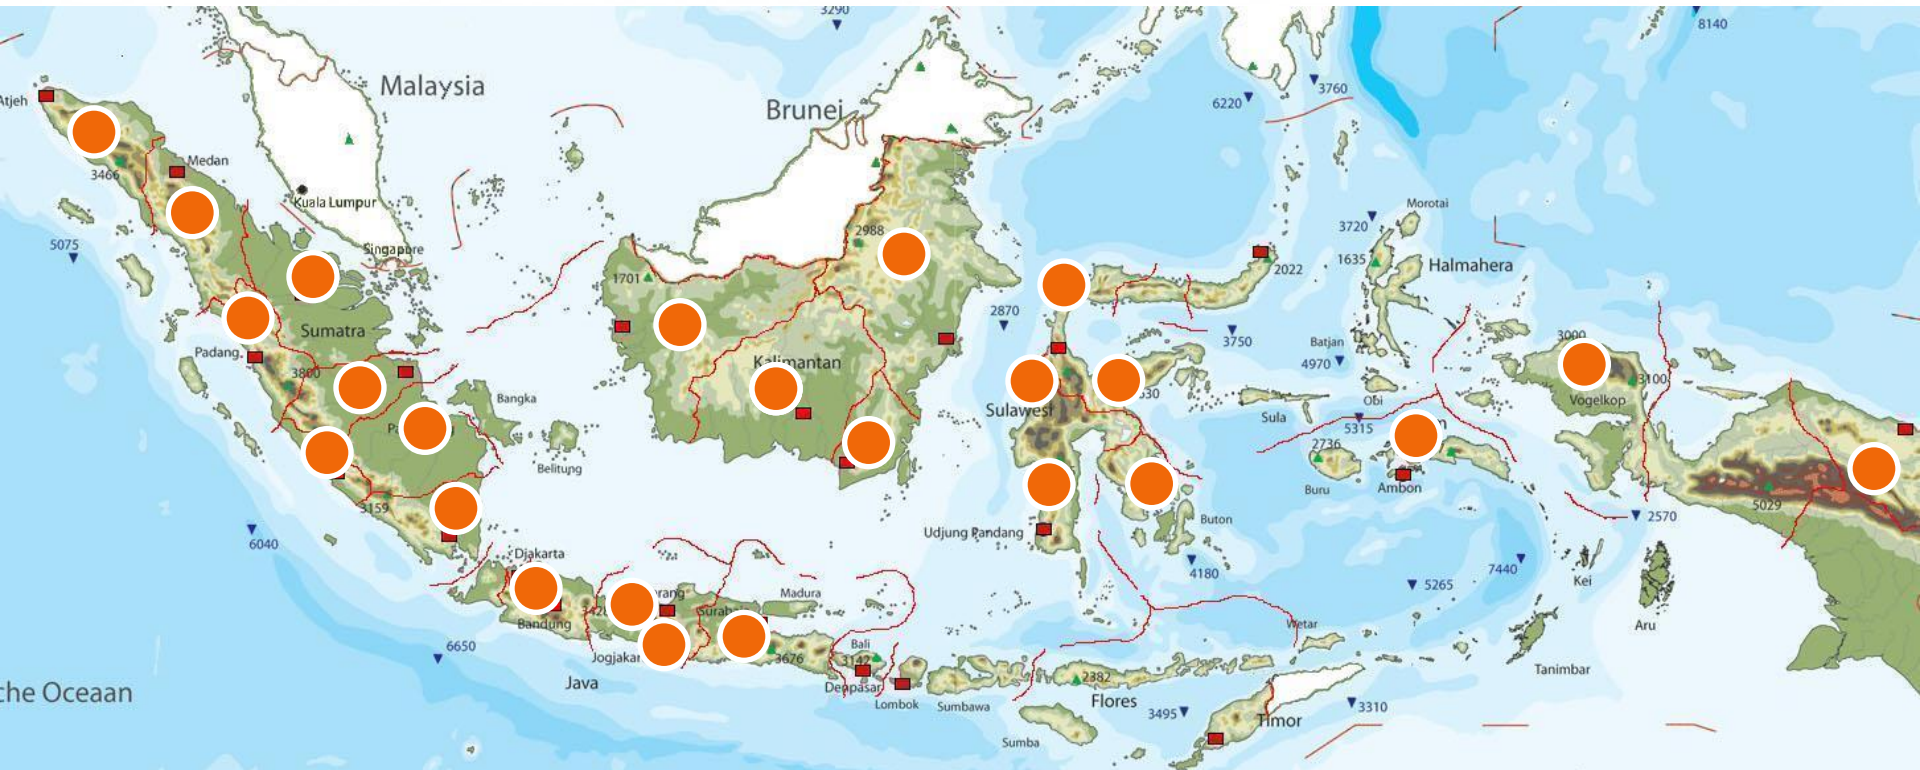 3290
8140
Malaysia
3760
Atjeh
6220
Brunei
Medan
3466
Kuala Lumpur
Morotai
3720
5075
2988
Singapore
1635
Halmahera
2022
1701
2870
Sumatra
3750
3000
Batjan
Padang
4970
Kalimantan
3800
3100
Bangka
Obi
Vogelkop
Sulawesi
Sula
5315
2736
Belitung
Buru
Ambon
5029
3159
2570
Buton
Udjung Pandang
6040
Djakarta
4180
7440
Kei
5265
Madura
Bandung
Wetar
Aru
6650
Jogjakar
Bali
3676
3142
Tanimbar
Java
che Oceaan
Denpasar
2382
Lombok
Sumbawa
Flores
3495
3310
Timor
Sumba